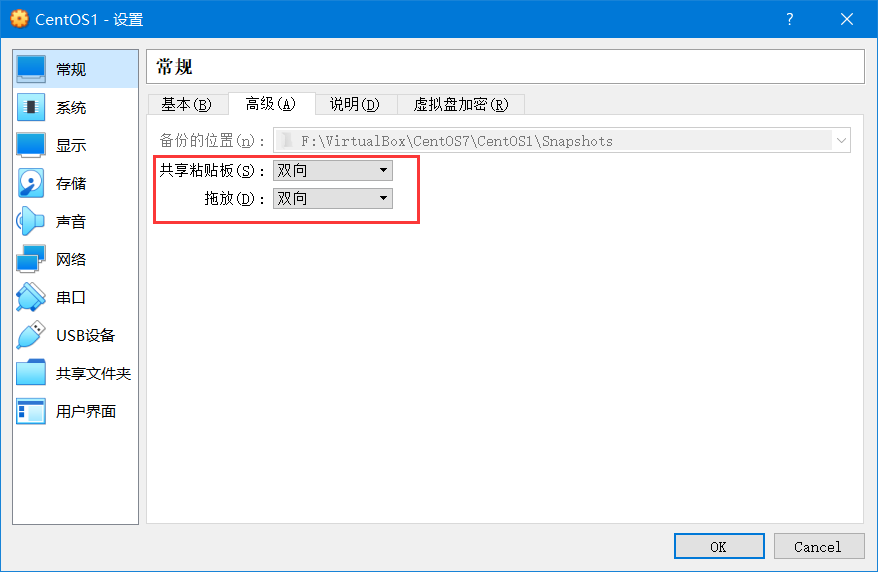 CentOS1 - 设置
?
常规
系统
显示
存储
声音
网络
串口
USB设备
共享文件夹
用户界面
常规
基本(B) 高级(A) 说明(D) 虚拟盘加密(R)
备份的位置(n): F:\VirtualBox\CentOS7\CentOS1\Snapshots
共享粘贴板(S): 双向
拖放(D): 双向
OK Cancel